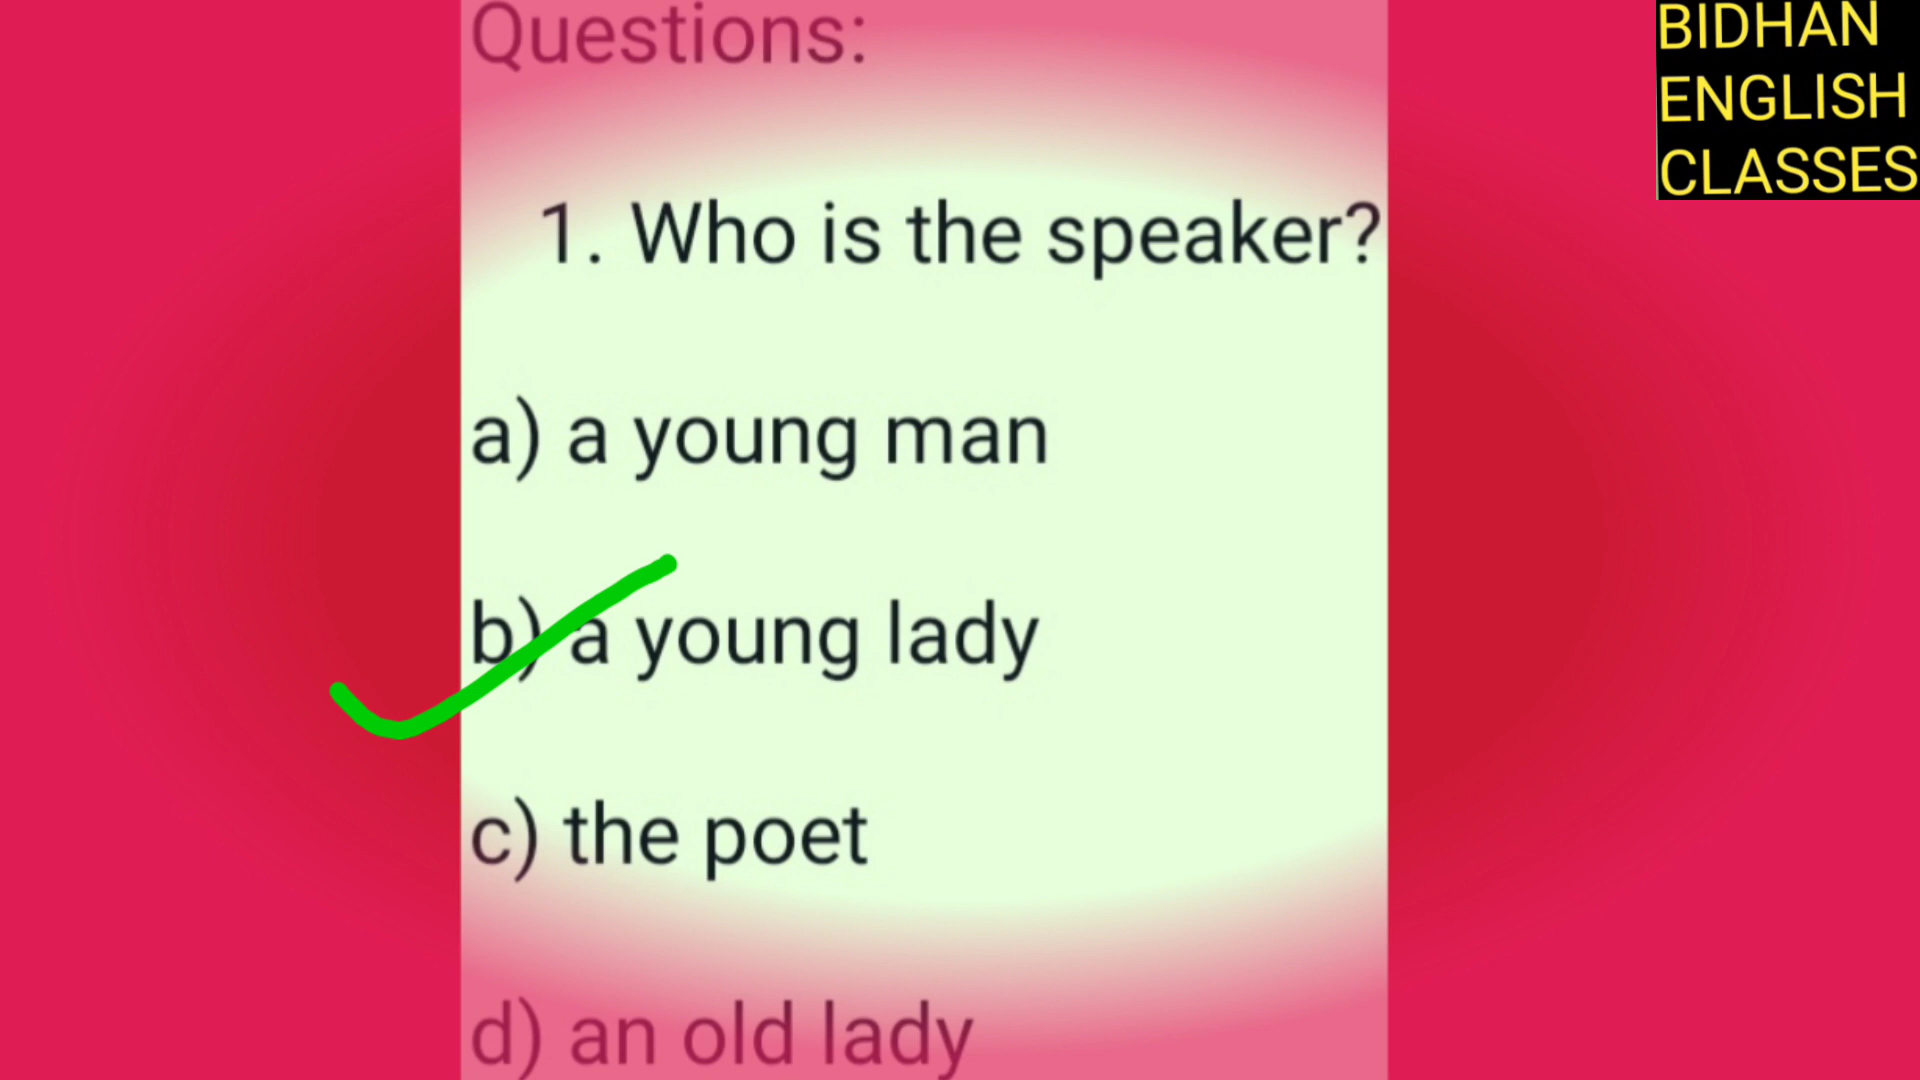 Questions:
BIDHAN
ENGLISH
CLASSES
1. Who is the speaker?
a) a young man
b) a young lady
c) the poet
d) an old lady